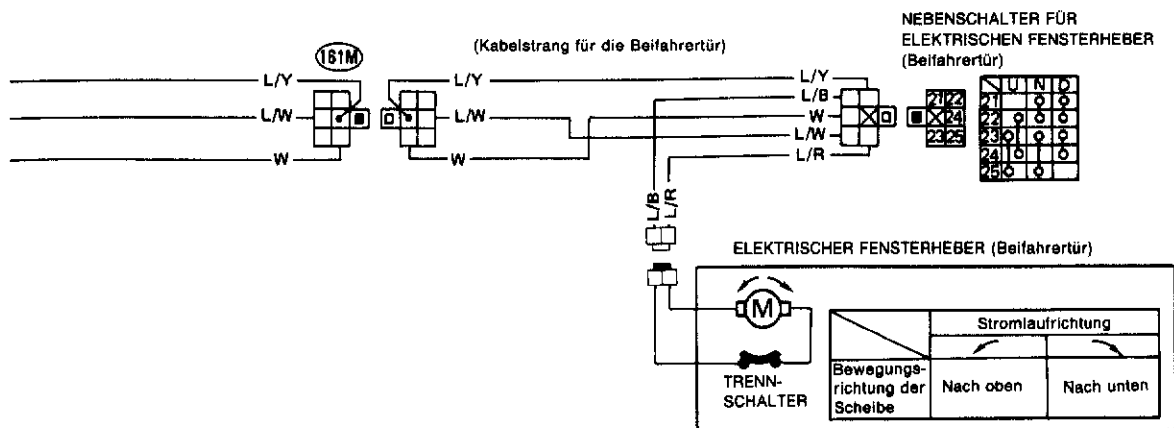 NEBENSCHALTER FÜR
ELEKTRISCHEN FENSTERHEBER
(Beifahrertür)
161M
(Kabelstrang für die Beifahrertür)
L/Y
L/Y
L/Y
L/B
L/W
L/W
W
L/W
W
W
L/R
21 22
24
23 25
U N D
21
22
23
24
25
L/B
L/R
ELEKTRISCHER FENSTERHEBER (Beifahrertür)
M
TRENN-
SCHALTER
Stromlaufrichtung
Bewegungs-
richtung der
Scheibe
Nach oben
Nach unten